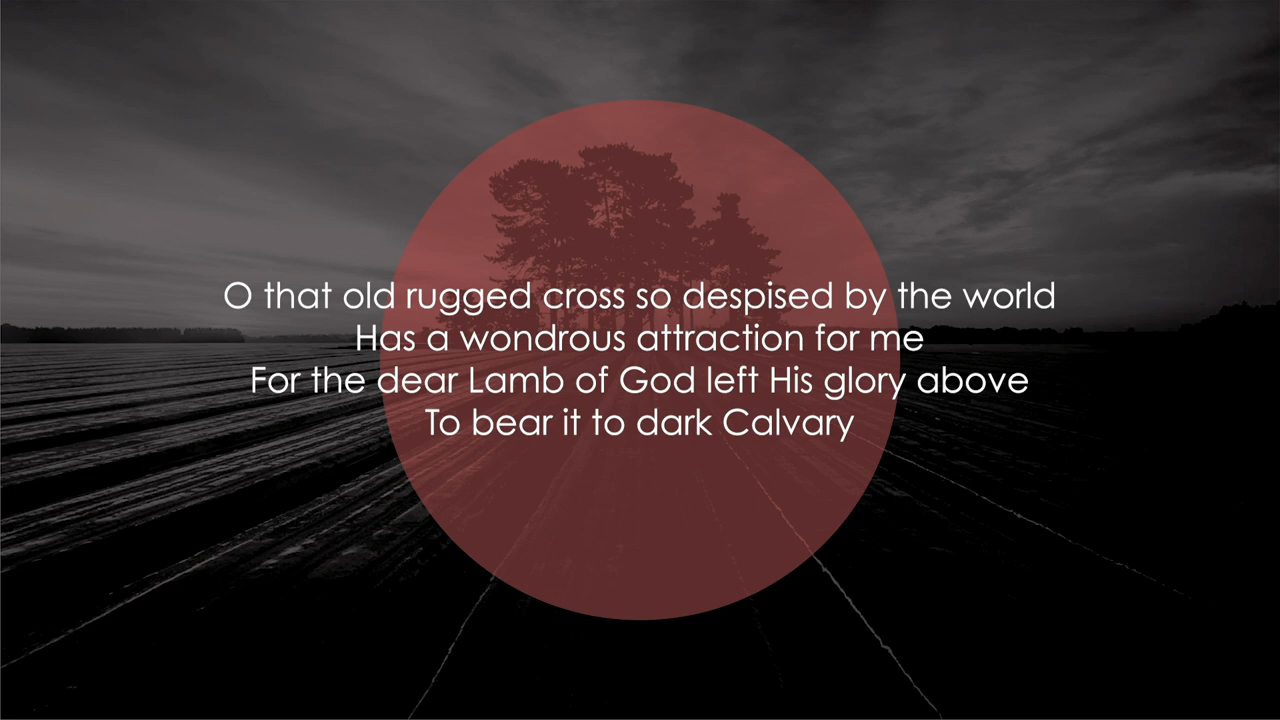 O that old rugged cross so despised by the world
Has a wondrous attraction for me
For the dear Lamb of God left His glory above
To bear it to dark Calvary